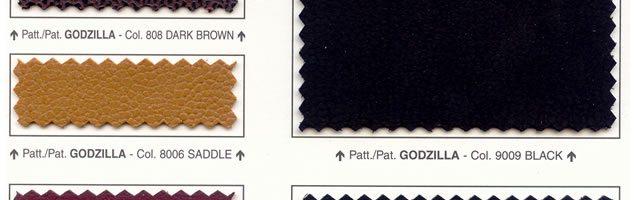 ↑ Patt./Pat. GODZILLA - Col. 808 DARK BROWN ↑
↑ Patt./Pat. GODZILLA - Col. 8006 SADDLE ↑
↑ Patt./Pat. GODZILLA - Col. 9009 BLACK ↑